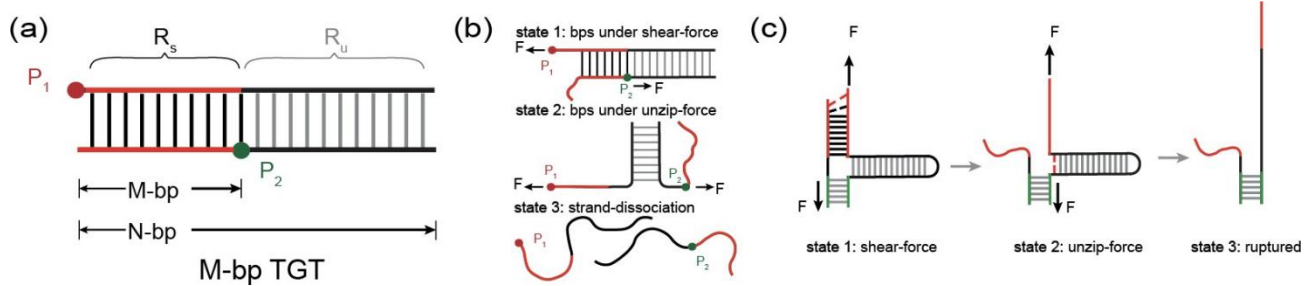 (a)
R_s
R_u
P_1
P_2
M-bp
N-bp
M-bp TGT
(b)
state 1: bps under shear-force
F
P_1
P_2
F
state 2: bps under unzip-force
P_1
P_2
F
F
state 3: strand-dissociation
P_1
P_2
(c)
F
F
F
F
state 1: shear-force
state 2: unzip-force
state 3: ruptured